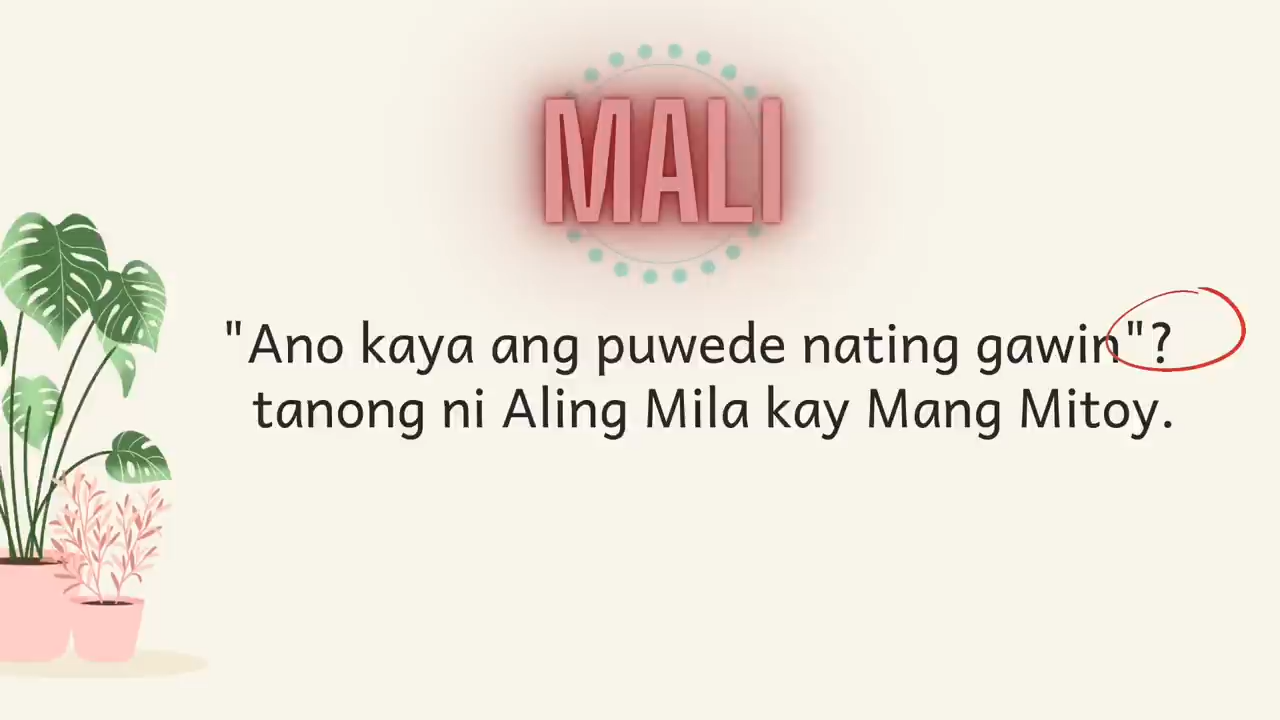 MALI
"Ano kaya ang puwede nating gawin"?
tanong ni Aling Mila kay Mang Mitoy.